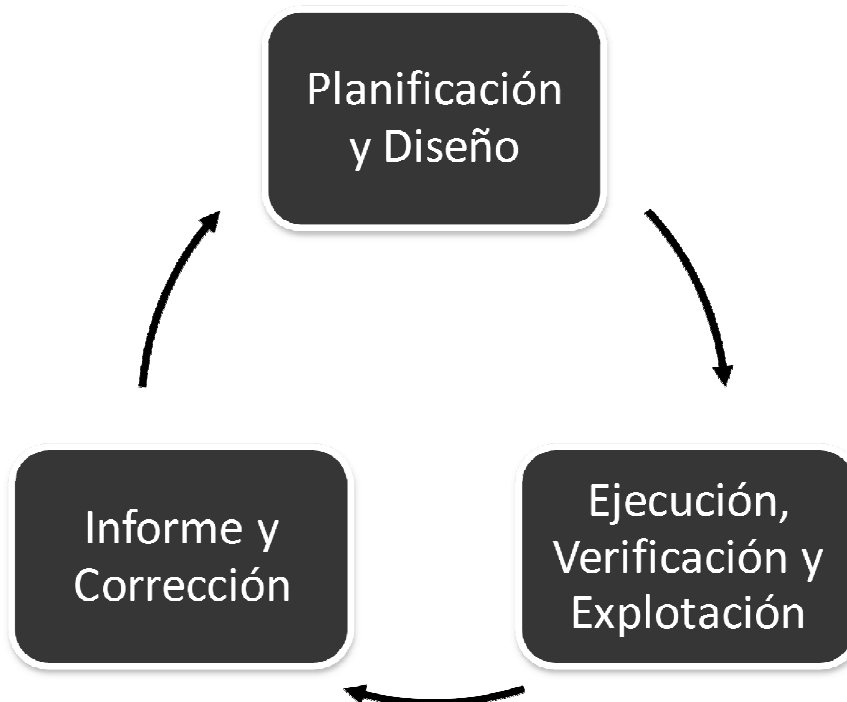 Planificación
y Diseño
Ejecución,
Verificación y
Explotación
Informe y
Corrección